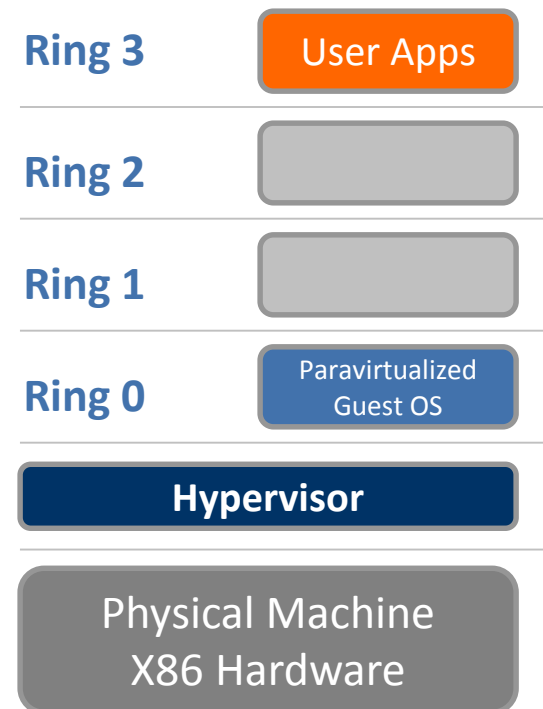 Ring 3
User Apps
Ring 2
Ring 1
Ring 0
Paravirtualized
Guest OS
Hypervisor
Physical Machine
X86 Hardware